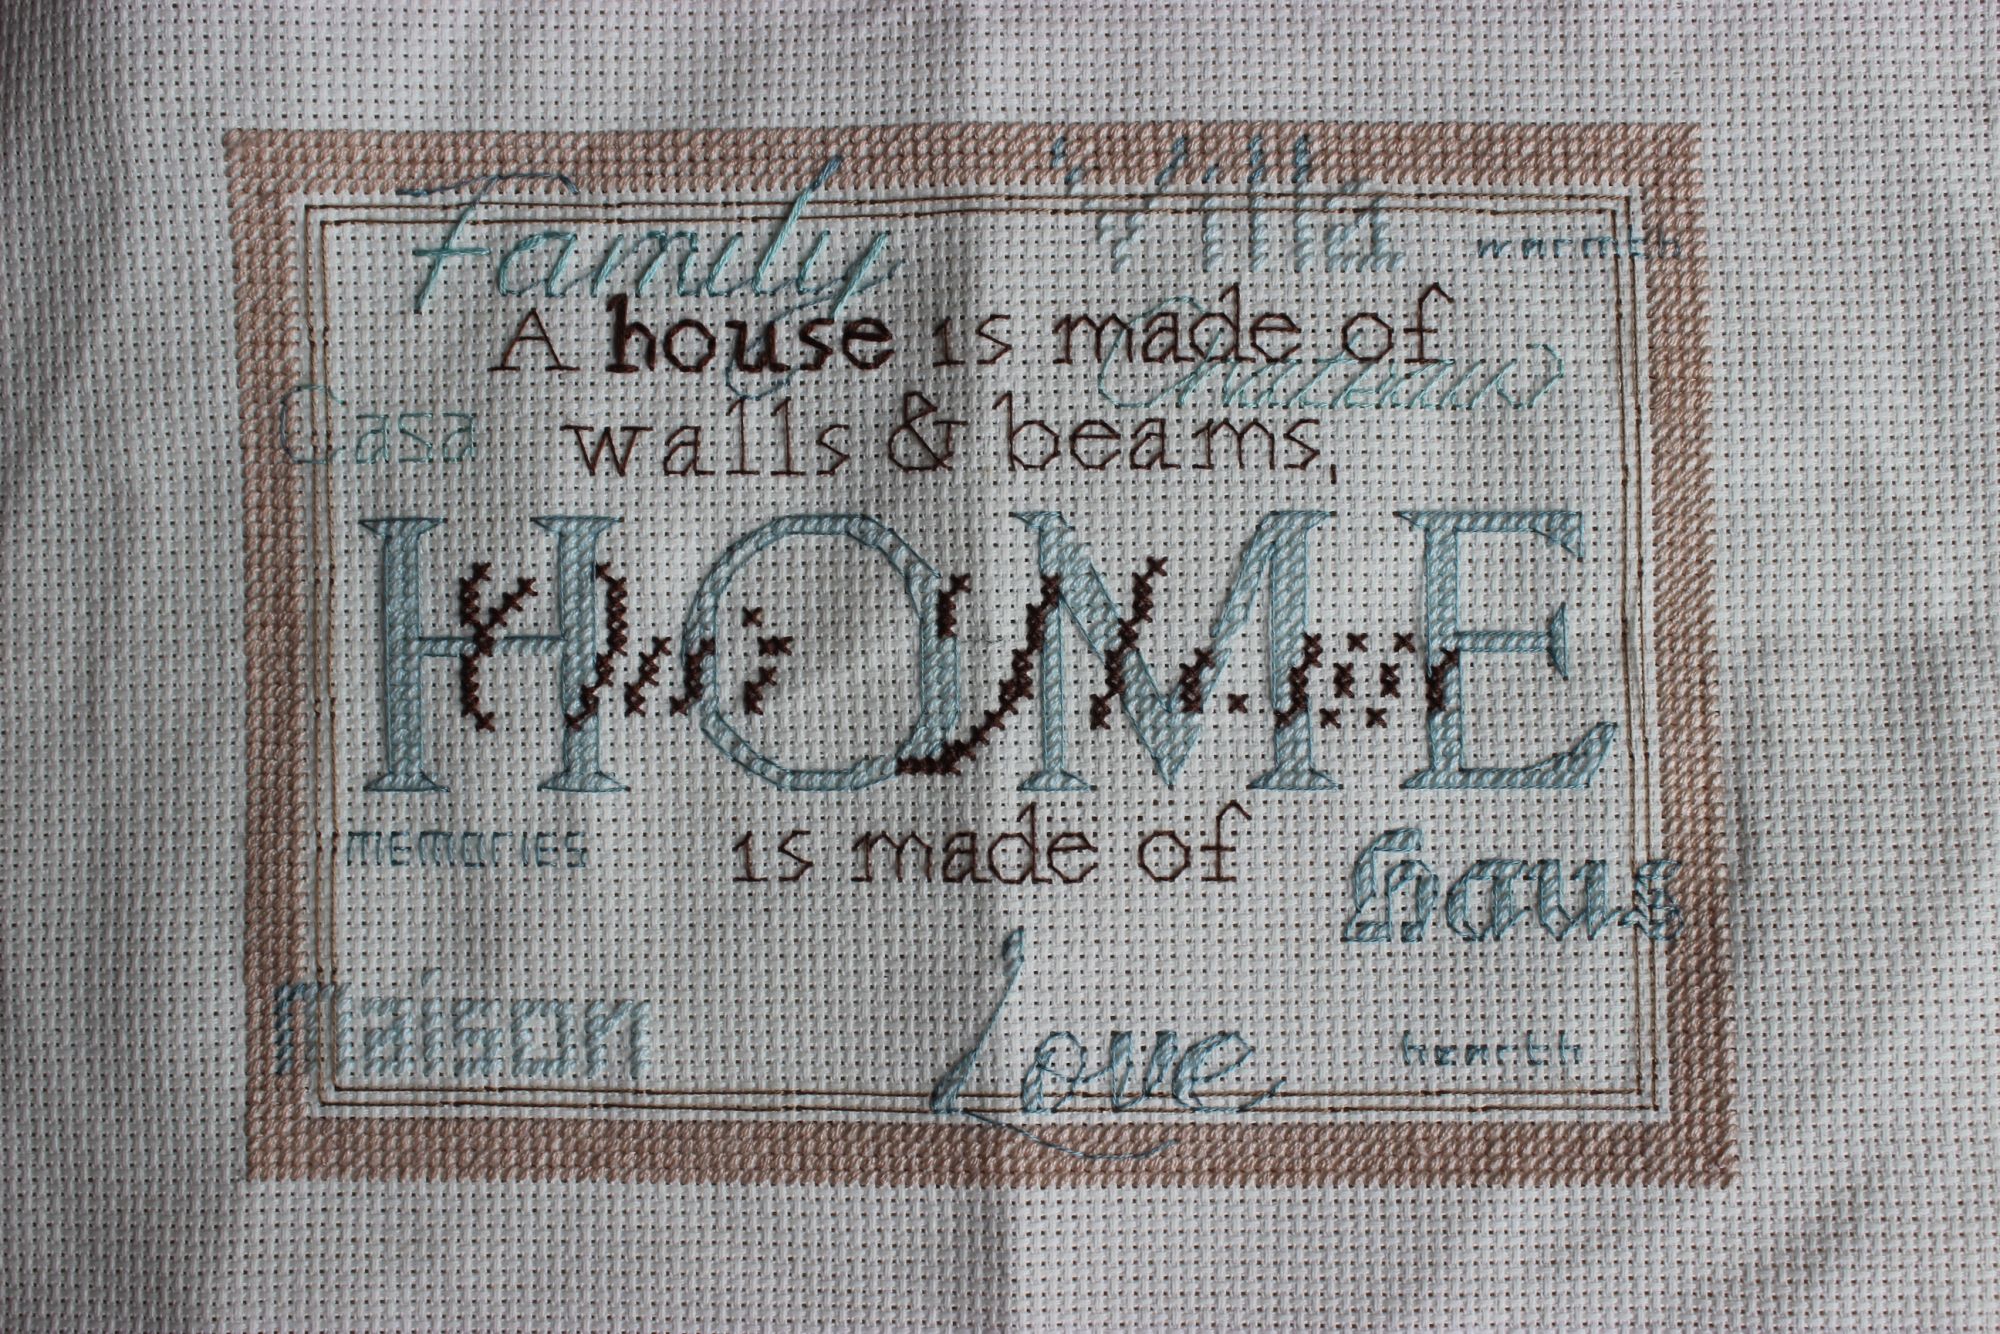 Family Villa warmth
A house is made of
Chateau
Casa walls & beams,
HOME
is made of
memories haus
Love
maison hearth